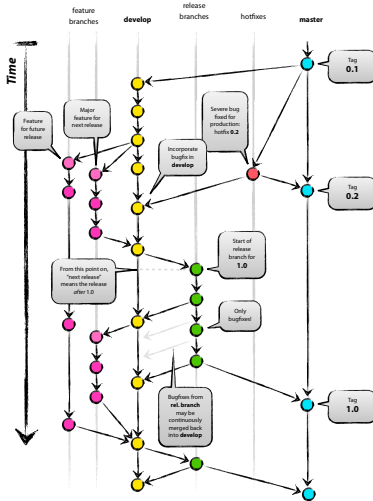 feature
branches
develop
release
branches
hotfixes
master
Time
Tag
0.1
Major
feature for
next release
Feature
for future
release
Severe bug
fixed for
production:
hotfix 0.2
Incorporate
bugfix in
develop
Tag
0.2
Start of
release
branch for
1.0
From this point on,
"next release"
means the release
after 1.0
Only
bugfixes!
Bugfixes from
rel. branch
may be
continuously
merged back
into develop
Tag
1.0